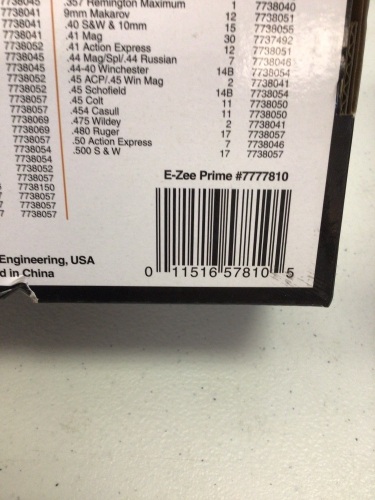 7738045
7738041
7738045
7738041
7738052
7738045
7738045
7738052
7738057
7738057
7738069
7738069
7738057
7738054
7738054
7738052
7738057
7738150
7738057
7738057
.357 Remington Maximum 1 7738040
9mm Makarov 12 7738051
.40 S&W & 10mm 15 7738055
.41 Mag 30 7737492
.41 Action Express 12 7738051
.44 Mag/Spl/.44 Russian 7 7738046
.44-40 Winchester 14B 7738054
.45 ACP/.45 Win Mag 2 7738041
.45 Schofield 14B 7738054
.45 Colt 11 7738050
.454 Casull 11 7738050
.475 Wildey 2 7738041
.480 Ruger 17 7738057
.50 Action Express 7 7738046
.500 S & W 17 7738057
E-Zee Prime #7777810
0 11516 57810 5
Engineering, USA
d in China